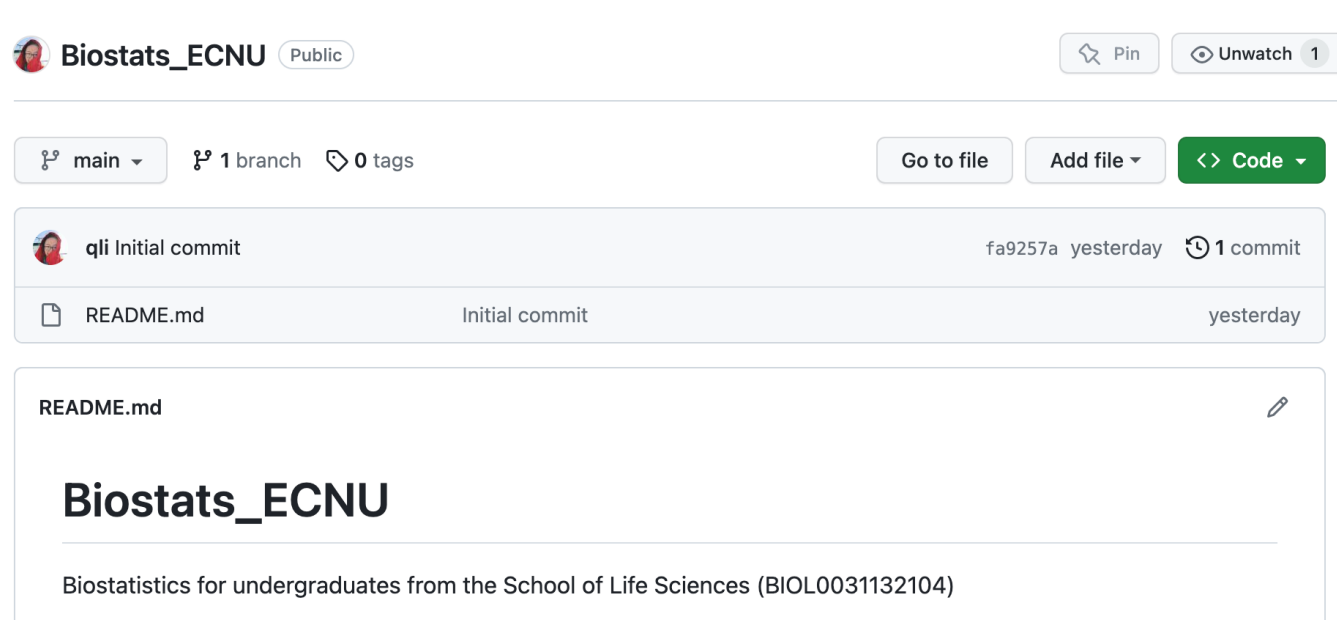 Biostats_ECNU Public Pin Unwatch 1
main 1 branch 0 tags Go to file Add file Code
qli Initial commit fa9257a yesterday 1 commit
README.md Initial commit yesterday
README.md
Biostats_ECNU
Biostatistics for undergraduates from the School of Life Sciences (BIOL0031132104)